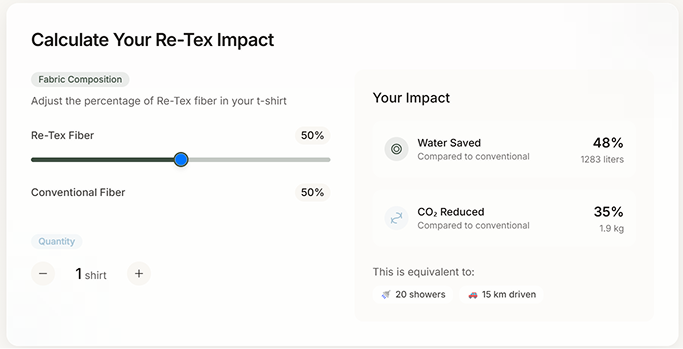 Calculate Your Re-Tex Impact
Fabric Composition
Adjust the percentage of Re-Tex fiber in your t-shirt
Re-Tex Fiber 50%
Conventional Fiber 50%
Quantity
− 1 shirt +
Your Impact
Water Saved 48%
Compared to conventional 1283 liters
CO₂ Reduced 35%
Compared to conventional 1.9 kg
This is equivalent to:
🚿 20 showers 🚗 15 km driven